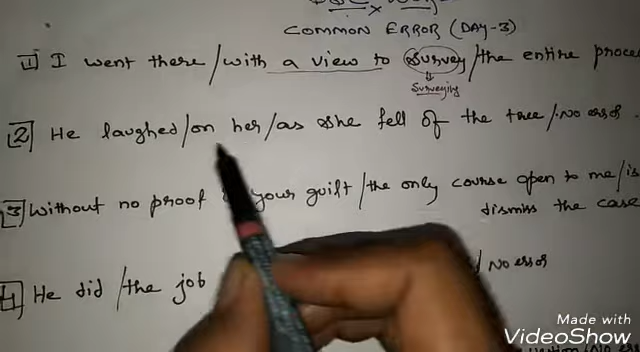 COMMON ERROR (DAY-3)
1 I went there / with a view to Survey / the entire proces
Surveying
2 He laughed / on her / as she fell of the tree / No error.
3 Without no proof your guilt / the only course open to me / is
dismiss the case
4 He did / the job / No error
Made with
VideoShow